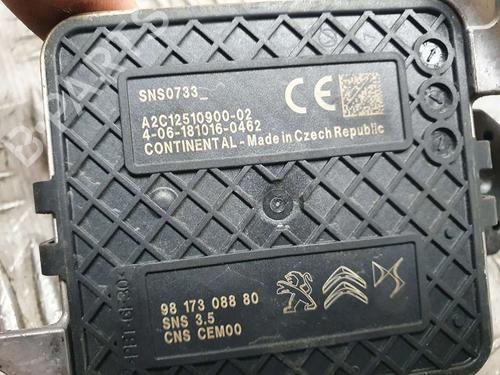 SNS0733_
A2C12510900-02
4-06-181016-0462
CONTINENTAL - Made in Czech Republic
CE
98 173 088 80
SNS 3.5
CNS CEM00
B-PARTS